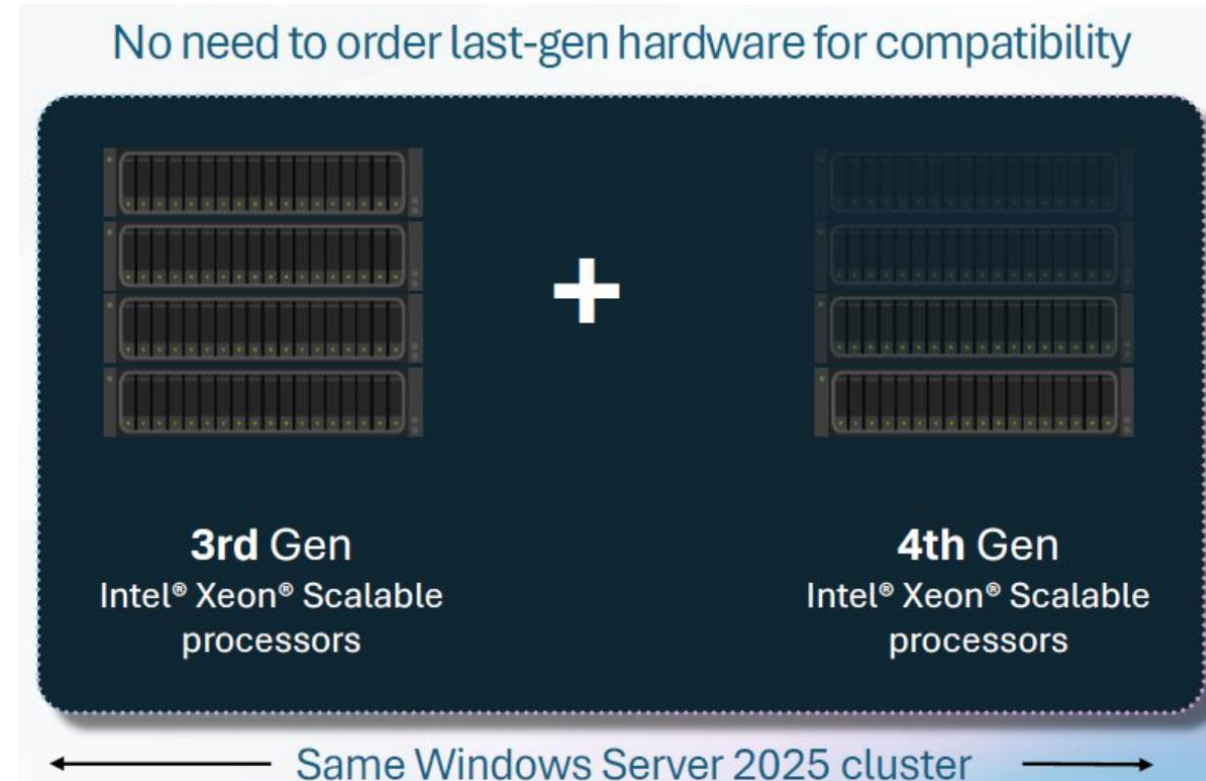 No need to order last-gen hardware for compatibility
3rd Gen
Intel® Xeon® Scalable
processors
4th Gen
Intel® Xeon® Scalable
processors
Same Windows Server 2025 cluster